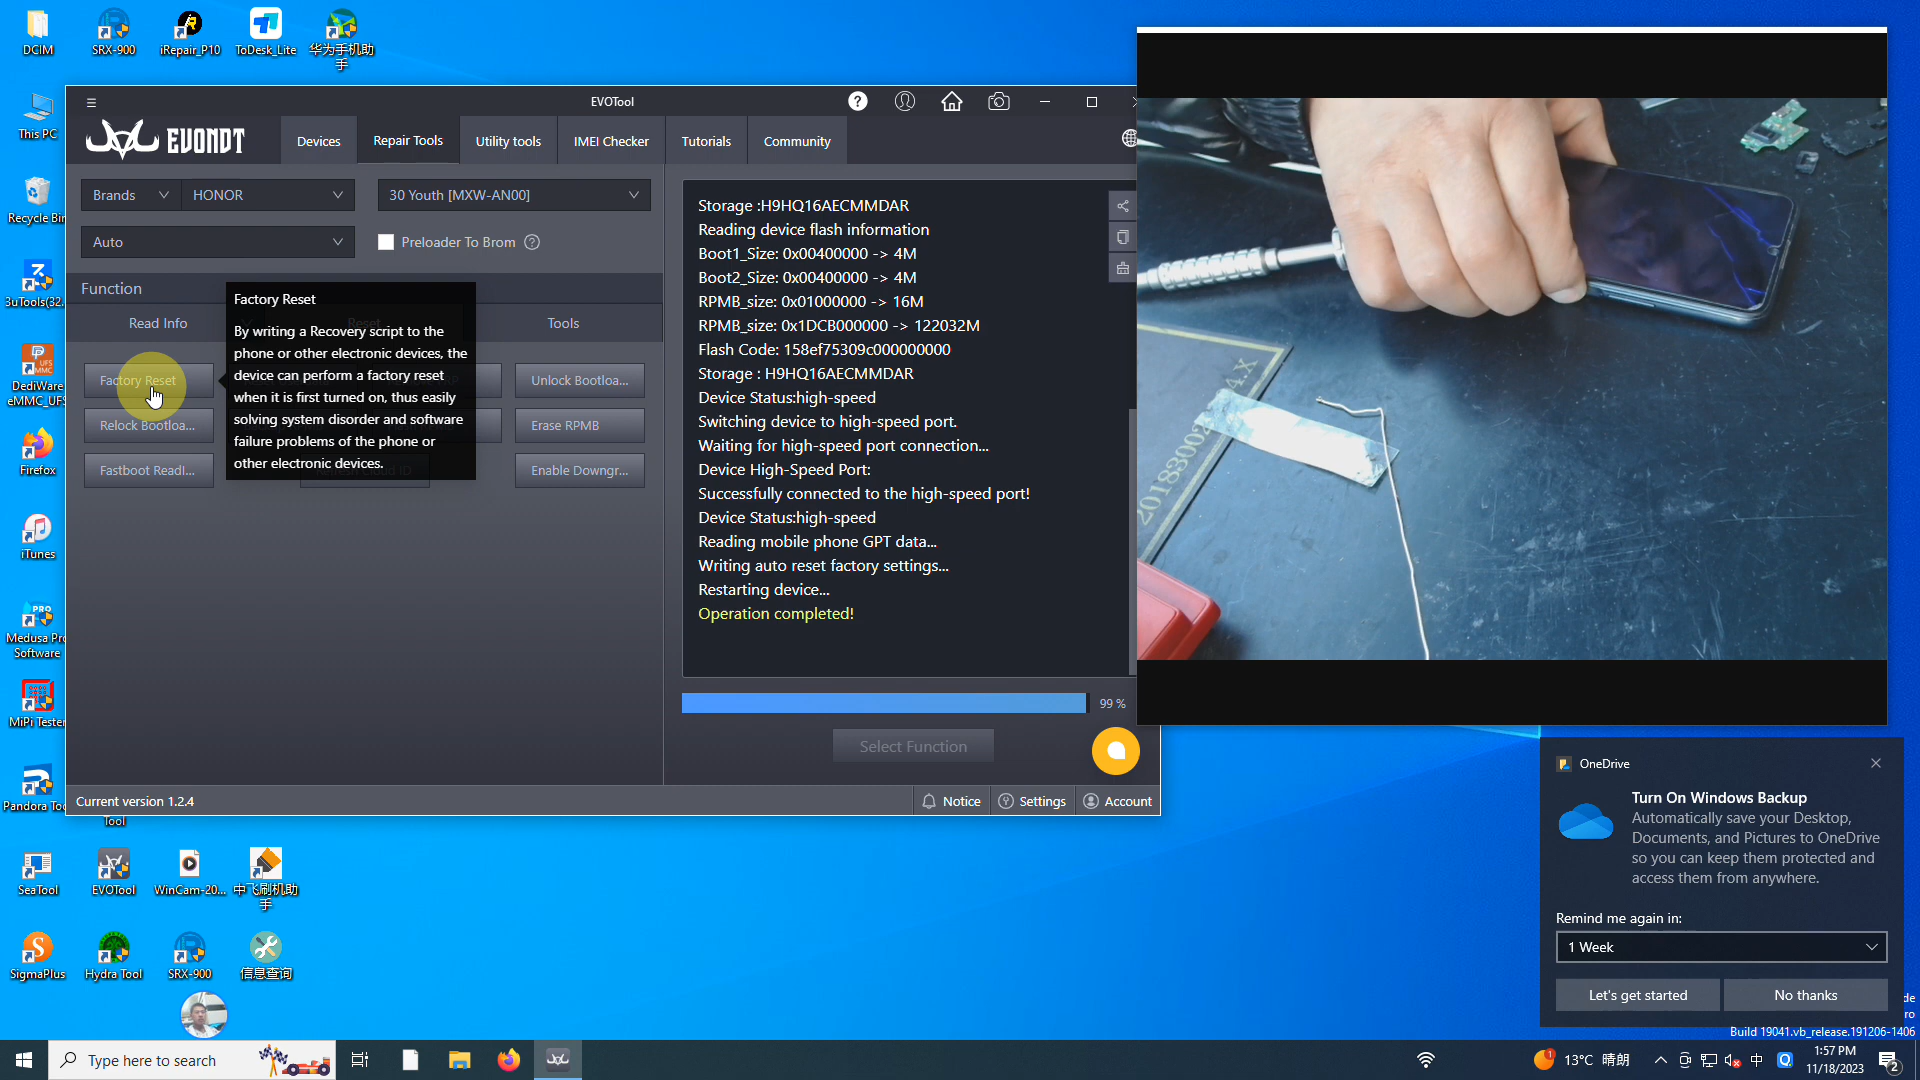 DCIM
SRX-900
iRepair_P10
ToDesk_Lite
华为手机助
手
This PC
Recycle Bin
3uTools(32.
DediWare
eMMC_UFS
Firefox
iTunes
Medusa Pro
Software
MiPi Tester
Pandora Too
Tool
SeaTool
EVOTool
WinCam-20...
中飞刷机助
手
SigmaPlus
Hydra Tool
SRX-900
信息查询
EVOTool
EVONDT
Devices
Repair Tools
Utility tools
IMEI Checker
Tutorials
Community
Brands
HONOR
30 Youth [MXW-AN00]
Auto
Preloader To Brom
Function
Read Info
Tools
Factory Reset
Unlock Bootloa...
Relock Bootloa...
Erase RPMB
Fastboot ReadI...
Enable Downgr...
Factory Reset
By writing a Recovery script to the
phone or other electronic devices, the
device can perform a factory reset
when it is first turned on, thus easily
solving system disorder and software
failure problems of the phone or
other electronic devices.
Storage :H9HQ16AECMMDAR
Reading device flash information
Boot1_Size: 0x00400000 -> 4M
Boot2_Size: 0x00400000 -> 4M
RPMB_size: 0x01000000 -> 16M
RPMB_size: 0x1DCB000000 -> 122032M
Flash Code: 158ef75309c000000000
Storage : H9HQ16AECMMDAR
Device Status:high-speed
Switching device to high-speed port.
Waiting for high-speed port connection...
Device High-Speed Port:
Successfully connected to the high-speed port!
Device Status:high-speed
Reading mobile phone GPT data...
Writing auto reset factory settings...
Restarting device...
Operation completed!
99 %
Select Function
Current version 1.2.4
Notice
Settings
Account
OneDrive
Turn On Windows Backup
Automatically save your Desktop,
Documents, and Pictures to OneDrive
so you can keep them protected and
access them from anywhere.
Remind me again in:
1 Week
Let's get started
No thanks
Build 19041.vb_release.191206-1406
Type here to search
13°C 晴朗
中
1:57 PM
11/18/2023
2